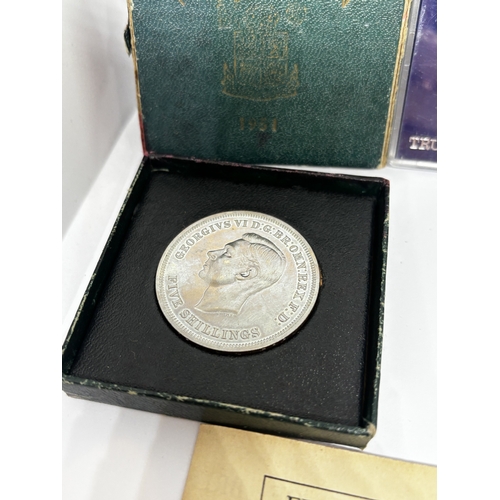 1951
TRU
GEORGIVS VI D:G:BR:OMN:REX F:D.
FIVE SHILLINGS